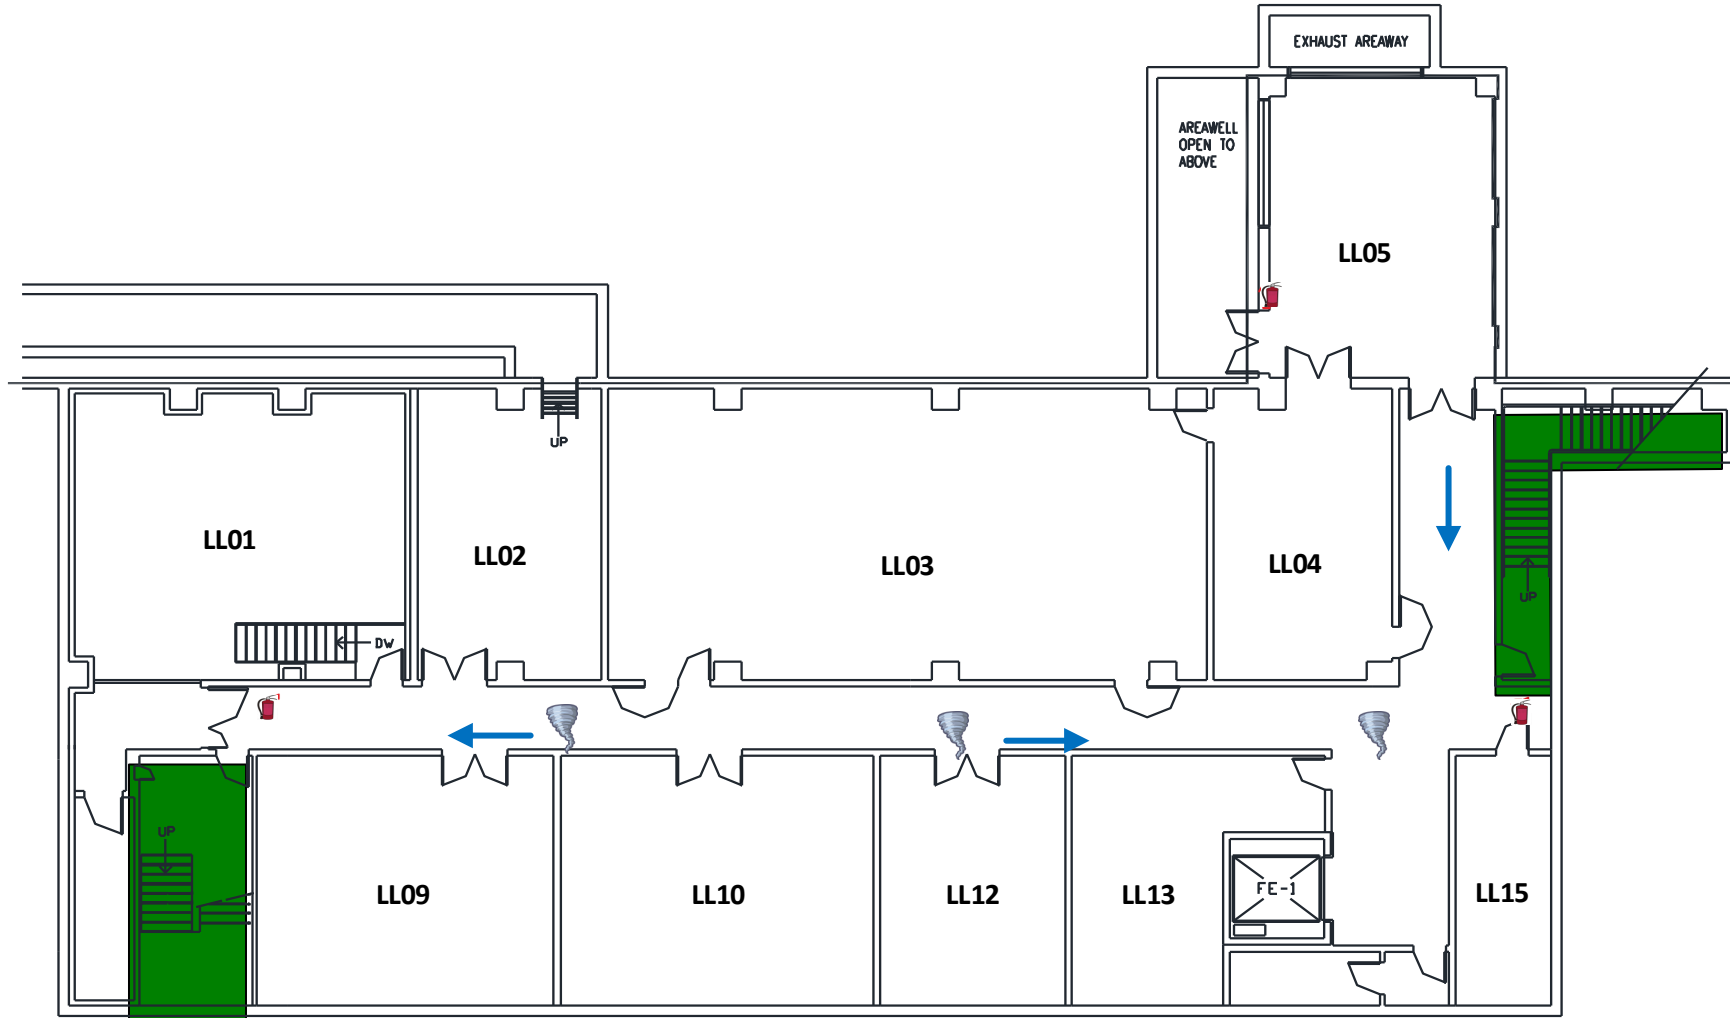 EXHAUST AREAWAY
AREAWELL
OPEN TO
ABOVE
LL05
UP
LL01
LL02
LL03
LL04
UP
DW
UP
LL09
LL10
LL12
LL13
FE-1
LL15